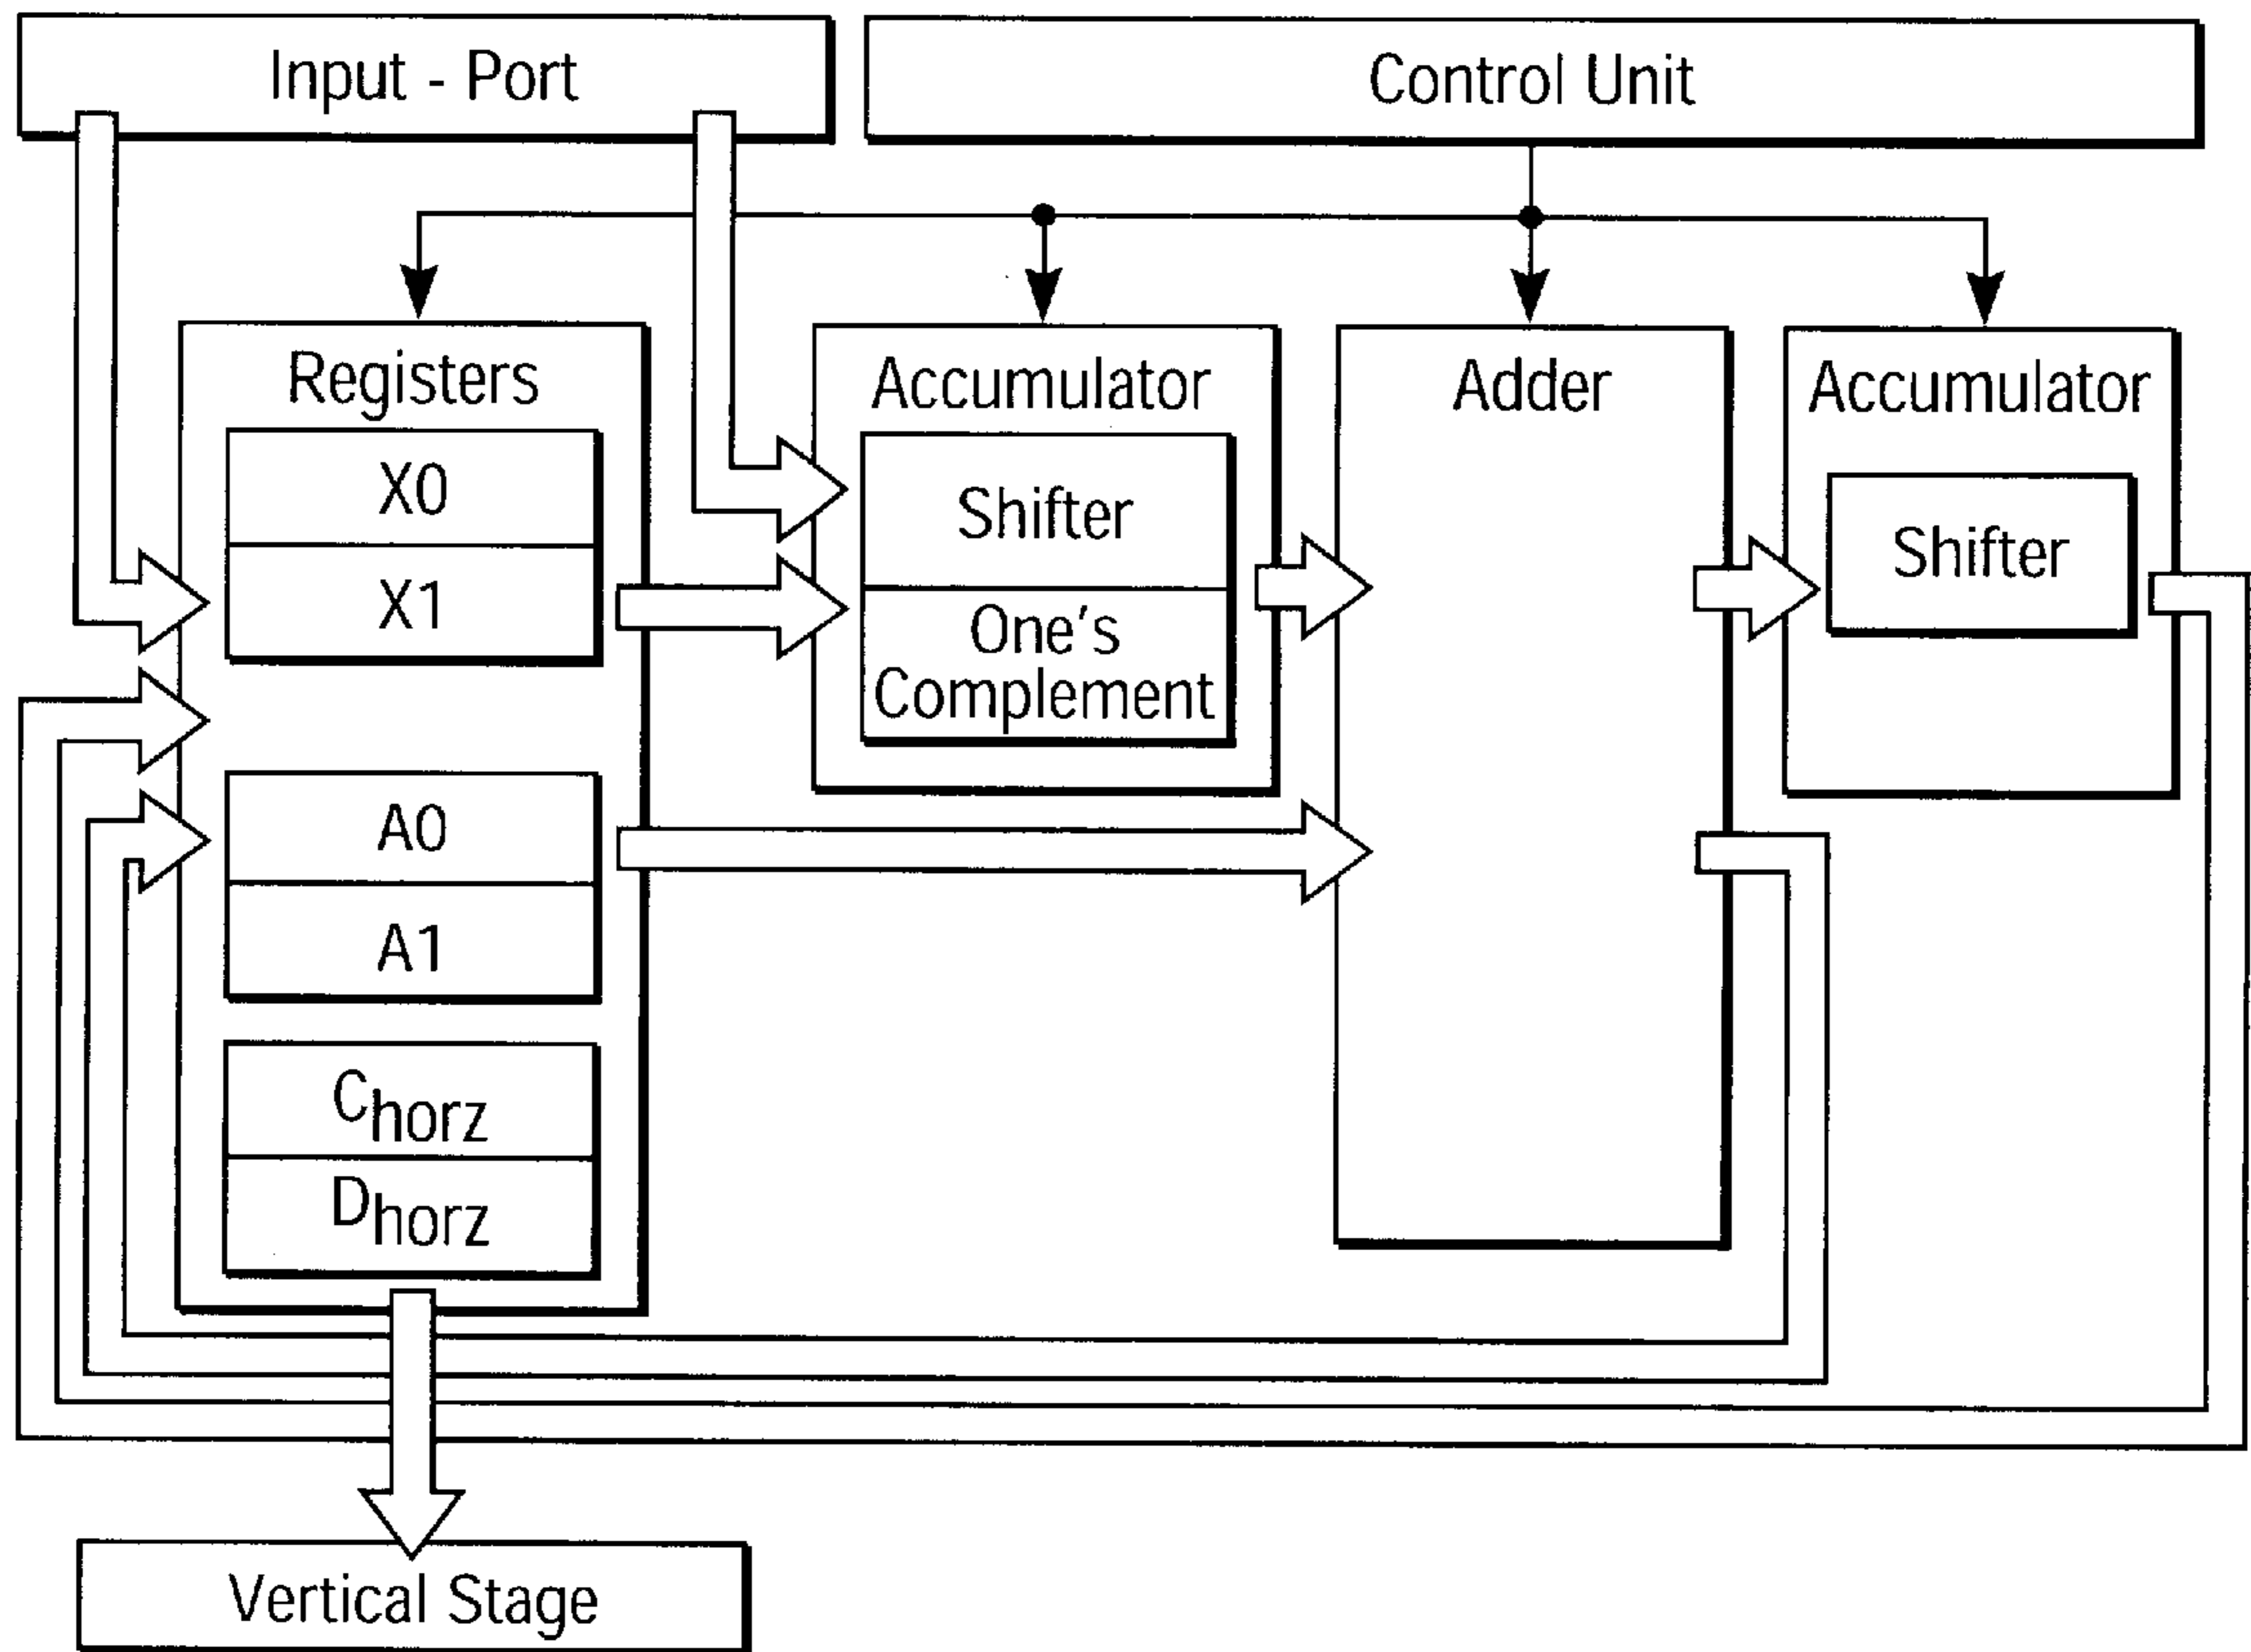 Input - Port
Control Unit
Registers
X0
X1
A0
A1
Chorz
Dhorz
Accumulator
Shifter
One's
Complement
Adder
Accumulator
Shifter
Vertical Stage